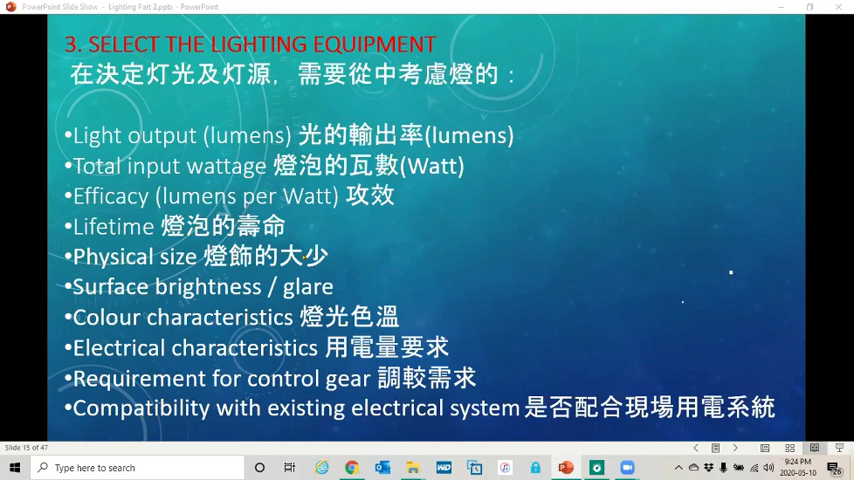 PowerPoint Slide Show - Lighting Part 2.pptx - PowerPoint
3. SELECT THE LIGHTING EQUIPMENT
在決定灯光及灯源，需要從中考慮燈的：
•Light output (lumens) 光的輸出率(lumens)
•Total input wattage 燈泡的瓦數(Watt)
•Efficacy (lumens per Watt) 攻效
•Lifetime 燈泡的壽命
•Physical size 燈飾的大少
•Surface brightness / glare
•Colour characteristics 燈光色溫
•Electrical characteristics 用電量要求
•Requirement for control gear 調較需求
•Compatibility with existing electrical system 是否配合現場用電系統
Slide 15 of 47
Type here to search
9:24 PM
2020-05-10
26